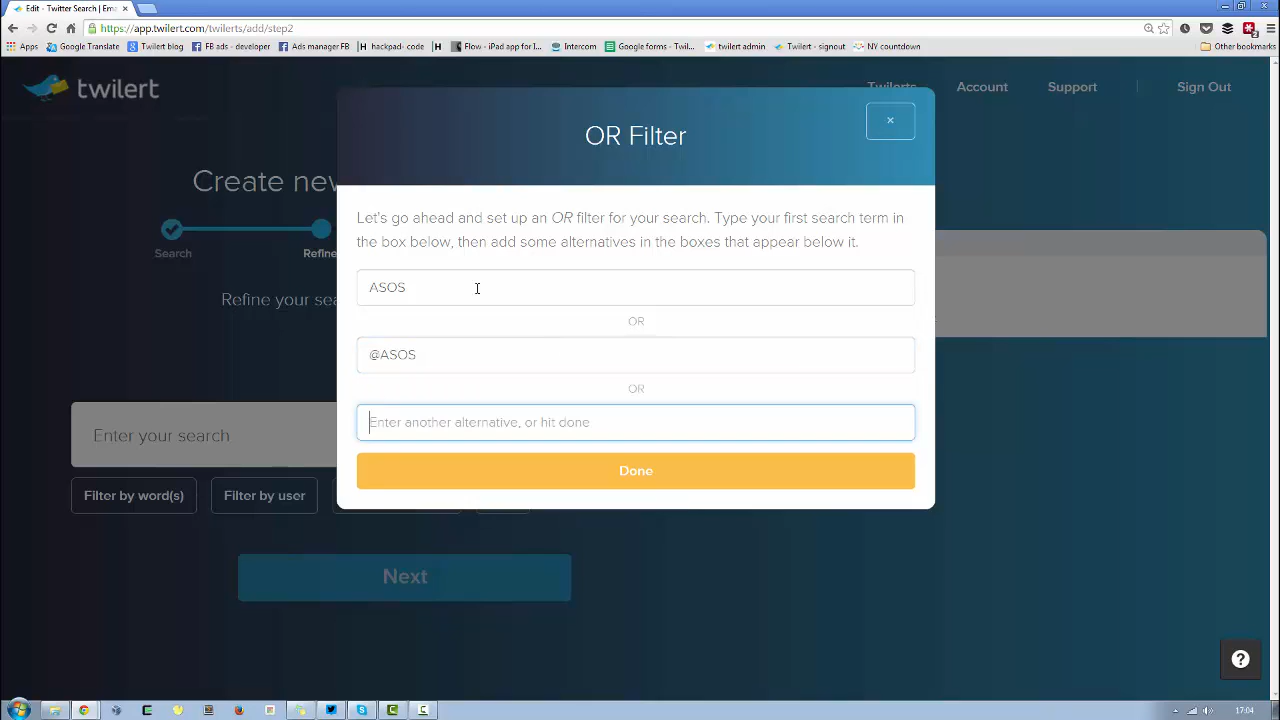 Edit - Twitter Search | Ema
https://app.twilert.com/twilerts/add/step2
Apps
Google Translate
Twilert blog
FB ads - developer
Ads manager FB
hackpad- code
Flow - iPad app for i...
Intercom
Google forms - Twil...
twilert admin
Twilert - signout
NY countdown
Other bookmarks
twilert
Twilerts
Account
Support
Sign Out
OR Filter
×
Create new
Search
Refine
Refine your sea
Let's go ahead and set up an OR filter for your search. Type your first search term in
the box below, then add some alternatives in the boxes that appear below it.
ASOS
OR
@ASOS
OR
Enter another alternative, or hit done
Done
Enter your search
Filter by word(s)
Filter by user
Next
?
17:04